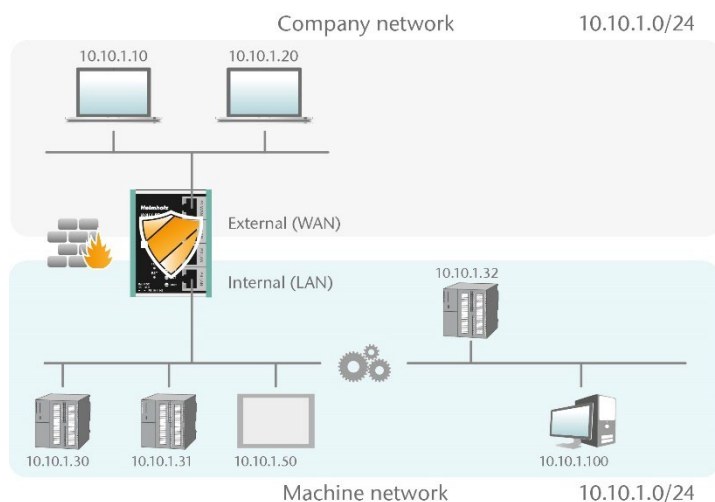 Company network 10.10.1.0/24
10.10.1.10 10.10.1.20
Helmholz
External (WAN)
Internal (LAN)
10.10.1.32
10.10.1.30 10.10.1.31 10.10.1.50 10.10.1.100
Machine network 10.10.1.0/24